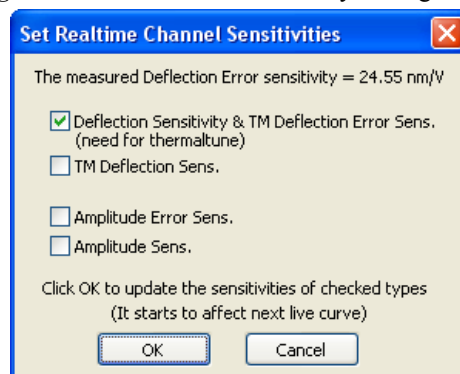 Set Realtime Channel Sensitivities
The measured Deflection Error sensitivity = 24.55 nm/V
Deflection Sensitivity & TM Deflection Error Sens.
(need for thermaltune)
TM Deflection Sens.
Amplitude Error Sens.
Amplitude Sens.
Click OK to update the sensitivities of checked types
(It starts to affect next live curve)
OK Cancel